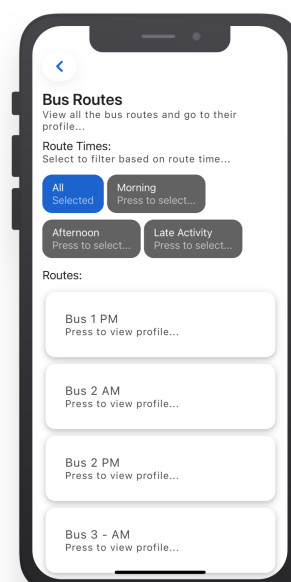 Bus Routes
View all the bus routes and go to their
profile...
Route Times:
Select to filter based on route time...
All
Selected
Morning
Press to select...
Afternoon
Press to select...
Late Activity
Press to select...
Routes:
Bus 1 PM
Press to view profile...
Bus 2 AM
Press to view profile...
Bus 2 PM
Press to view profile...
Bus 3 - AM
Press to view profile...